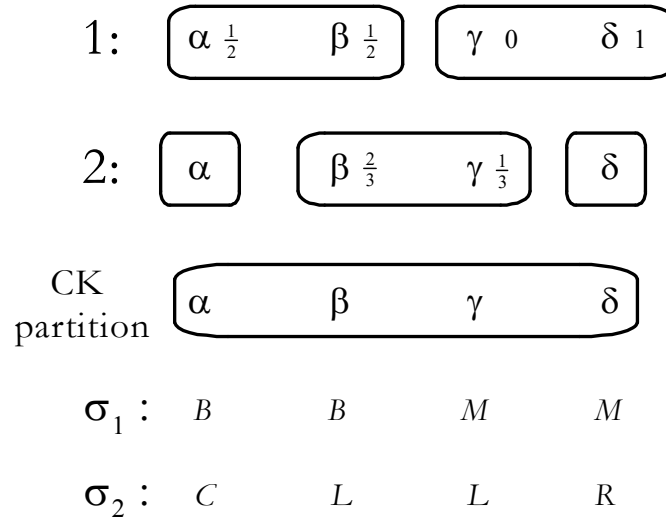 1: α 1/2 β 1/2 γ 0 δ 1
2: α β 2/3 γ 1/3 δ
CK
partition α β γ δ
σ₁ : B B M M
σ₂ : C L L R